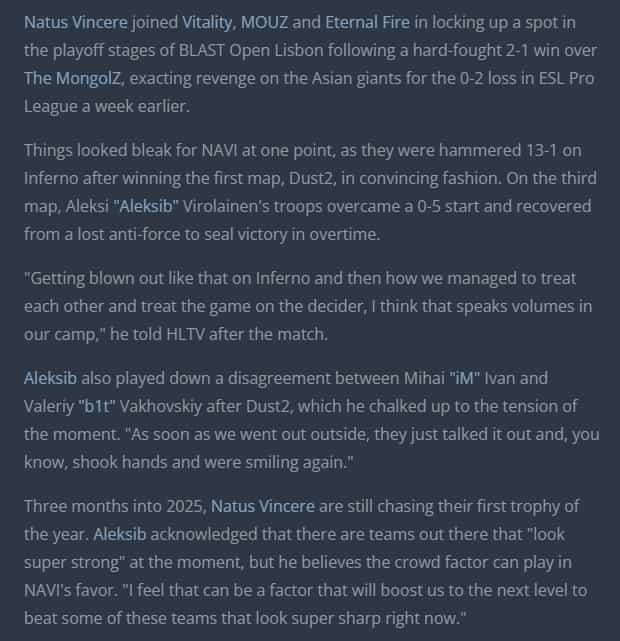 Natus Vincere joined Vitality, MOUZ and Eternal Fire in locking up a spot in
the playoff stages of BLAST Open Lisbon following a hard-fought 2-1 win over
The MongolZ, exacting revenge on the Asian giants for the 0-2 loss in ESL Pro
League a week earlier.
Things looked bleak for NAVI at one point, as they were hammered 13-1 on
Inferno after winning the first map, Dust2, in convincing fashion. On the third
map, Aleksi "Aleksib" Virolainen's troops overcame a 0-5 start and recovered
from a lost anti-force to seal victory in overtime.
"Getting blown out like that on Inferno and then how we managed to treat
each other and treat the game on the decider, I think that speaks volumes in
our camp," he told HLTV after the match.
Aleksib also played down a disagreement between Mihai "iM" Ivan and
Valeriy "b1t" Vakhovskiy after Dust2, which he chalked up to the tension of
the moment. "As soon as we went out outside, they just talked it out and, you
know, shook hands and were smiling again."
Three months into 2025, Natus Vincere are still chasing their first trophy of
the year. Aleksib acknowledged that there are teams out there that "look
super strong" at the moment, but he believes the crowd factor can play in
NAVI's favor. "I feel that can be a factor that will boost us to the next level to
beat some of these teams that look super sharp right now."